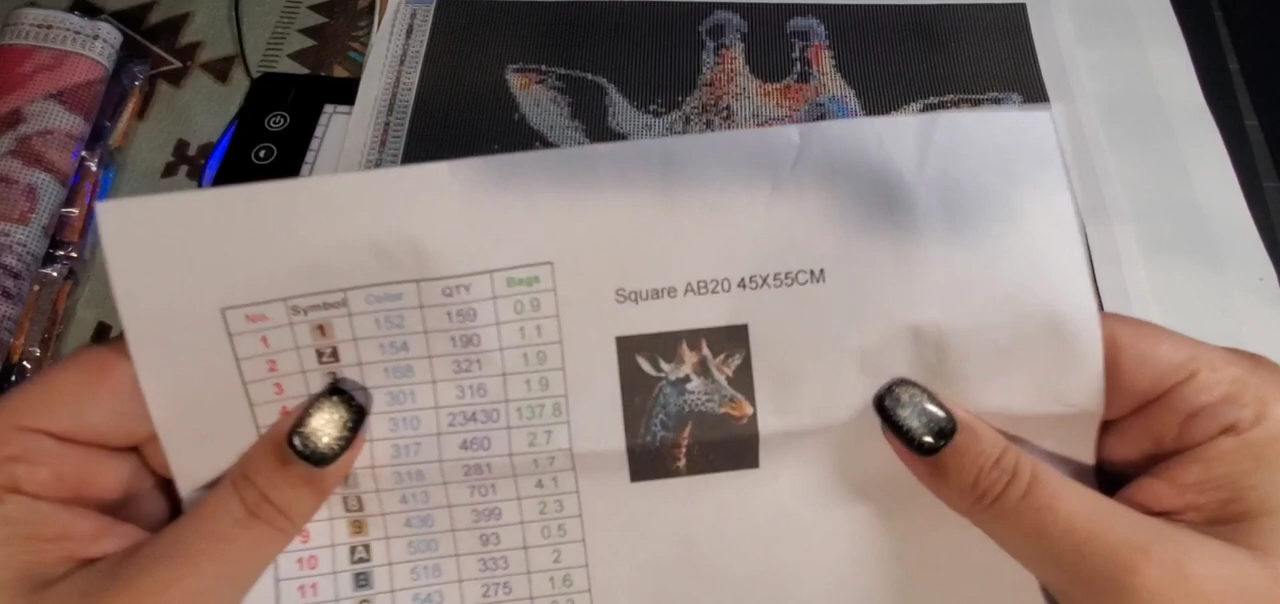 No. Symbol Color QTY Bags
1 1 152 159 0.9
2 Z 154 190 1.1
3 168 321 1.9
301 316 1.9
310 23430 137.8
317 460 2.7
318 281 1.7
8 413 701 4.1
9 9 436 399 2.3
10 A 500 93 0.5
11 B 518 333 2
543 275 1.6
Square AB20 45X55CM